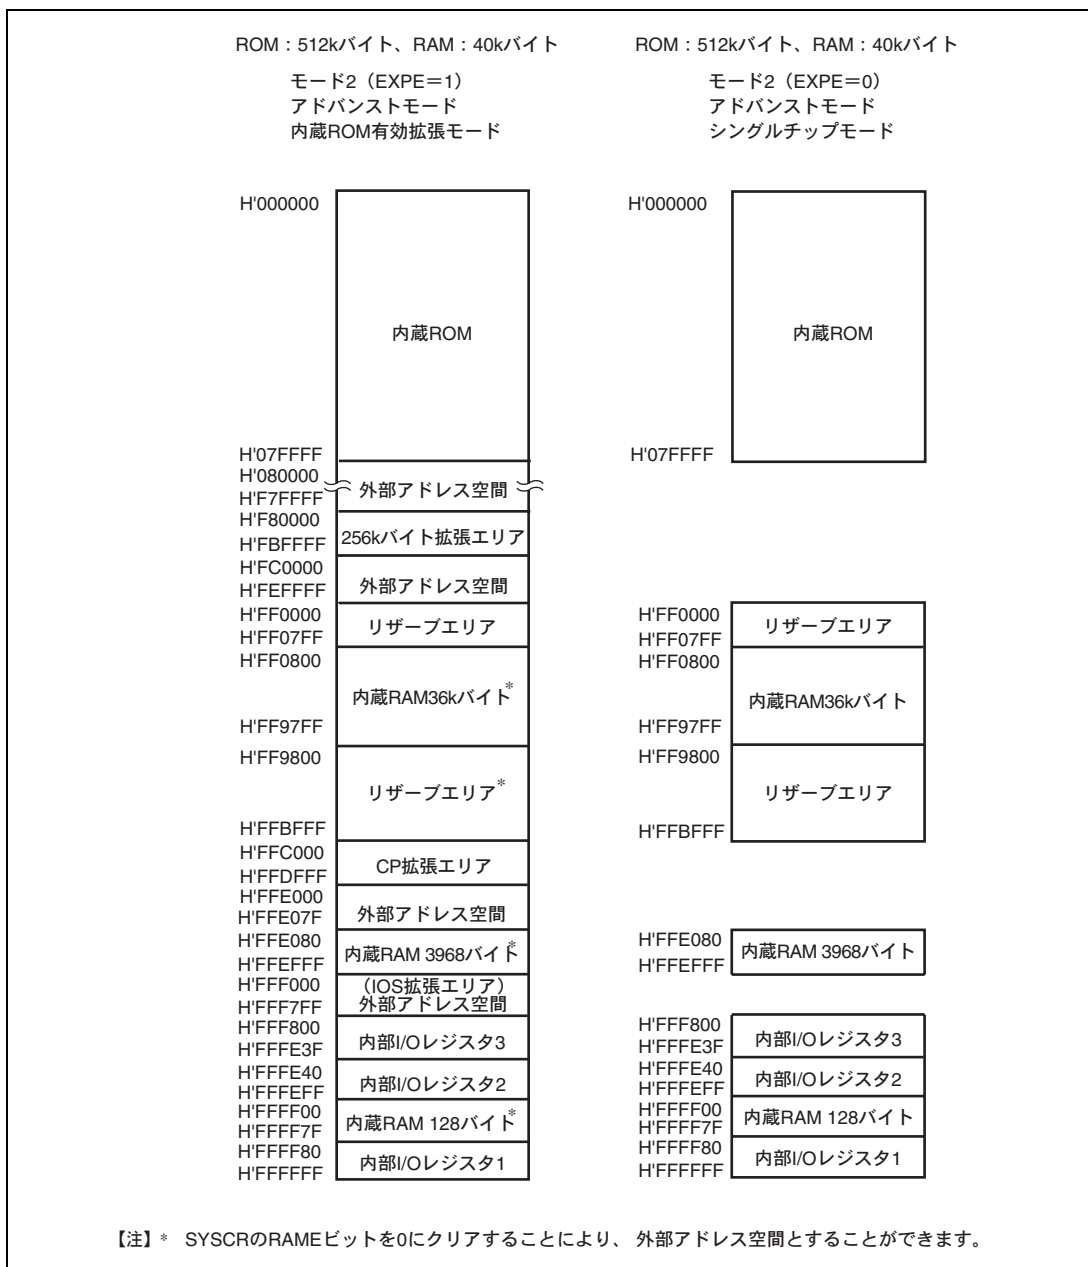 ROM：512kバイト、RAM：40kバイト
モード2（EXPE＝1）
アドバンストモード
内蔵ROM有効拡張モード
H'000000
内蔵ROM
H'07FFFF
H'080000
外部アドレス空間
H'F7FFFF
H'F80000
256kバイト拡張エリア
H'FBFFFF
H'FC0000
外部アドレス空間
H'FEFFFF
H'FF0000
リザーブエリア
H'FF07FF
H'FF0800
内蔵RAM36kバイト*
H'FF97FF
H'FF9800
リザーブエリア*
H'FFBFFF
H'FFC000
CP拡張エリア
H'FFDFFF
H'FFE000
外部アドレス空間
H'FFE07F
H'FFE080
内蔵RAM 3968バイト*
H'FFEFFF
H'FFF000
（IOS拡張エリア）
外部アドレス空間
H'FFF7FF
H'FFF800
内部I/Oレジスタ3
H'FFFE3F
H'FFFE40
内部I/Oレジスタ2
H'FFFEFF
H'FFFF00
内蔵RAM 128バイト*
H'FFFF7F
H'FFFF80
内部I/Oレジスタ1
H'FFFFFF
ROM：512kバイト、RAM：40kバイト
モード2（EXPE＝0）
アドバンストモード
シングルチップモード
H'000000
内蔵ROM
H'07FFFF
H'FF0000
リザーブエリア
H'FF07FF
H'FF0800
内蔵RAM36kバイト
H'FF97FF
H'FF9800
リザーブエリア
H'FFBFFF
H'FFE080
内蔵RAM 3968バイト
H'FFEFFF
H'FFF800
内部I/Oレジスタ3
H'FFFE3F
H'FFFE40
内部I/Oレジスタ2
H'FFFEFF
H'FFFF00
内蔵RAM 128バイト
H'FFFF7F
H'FFFF80
内部I/Oレジスタ1
H'FFFFFF
【注】* SYSCRのRAMEビットを0にクリアすることにより、 外部アドレス空間とすることができます。